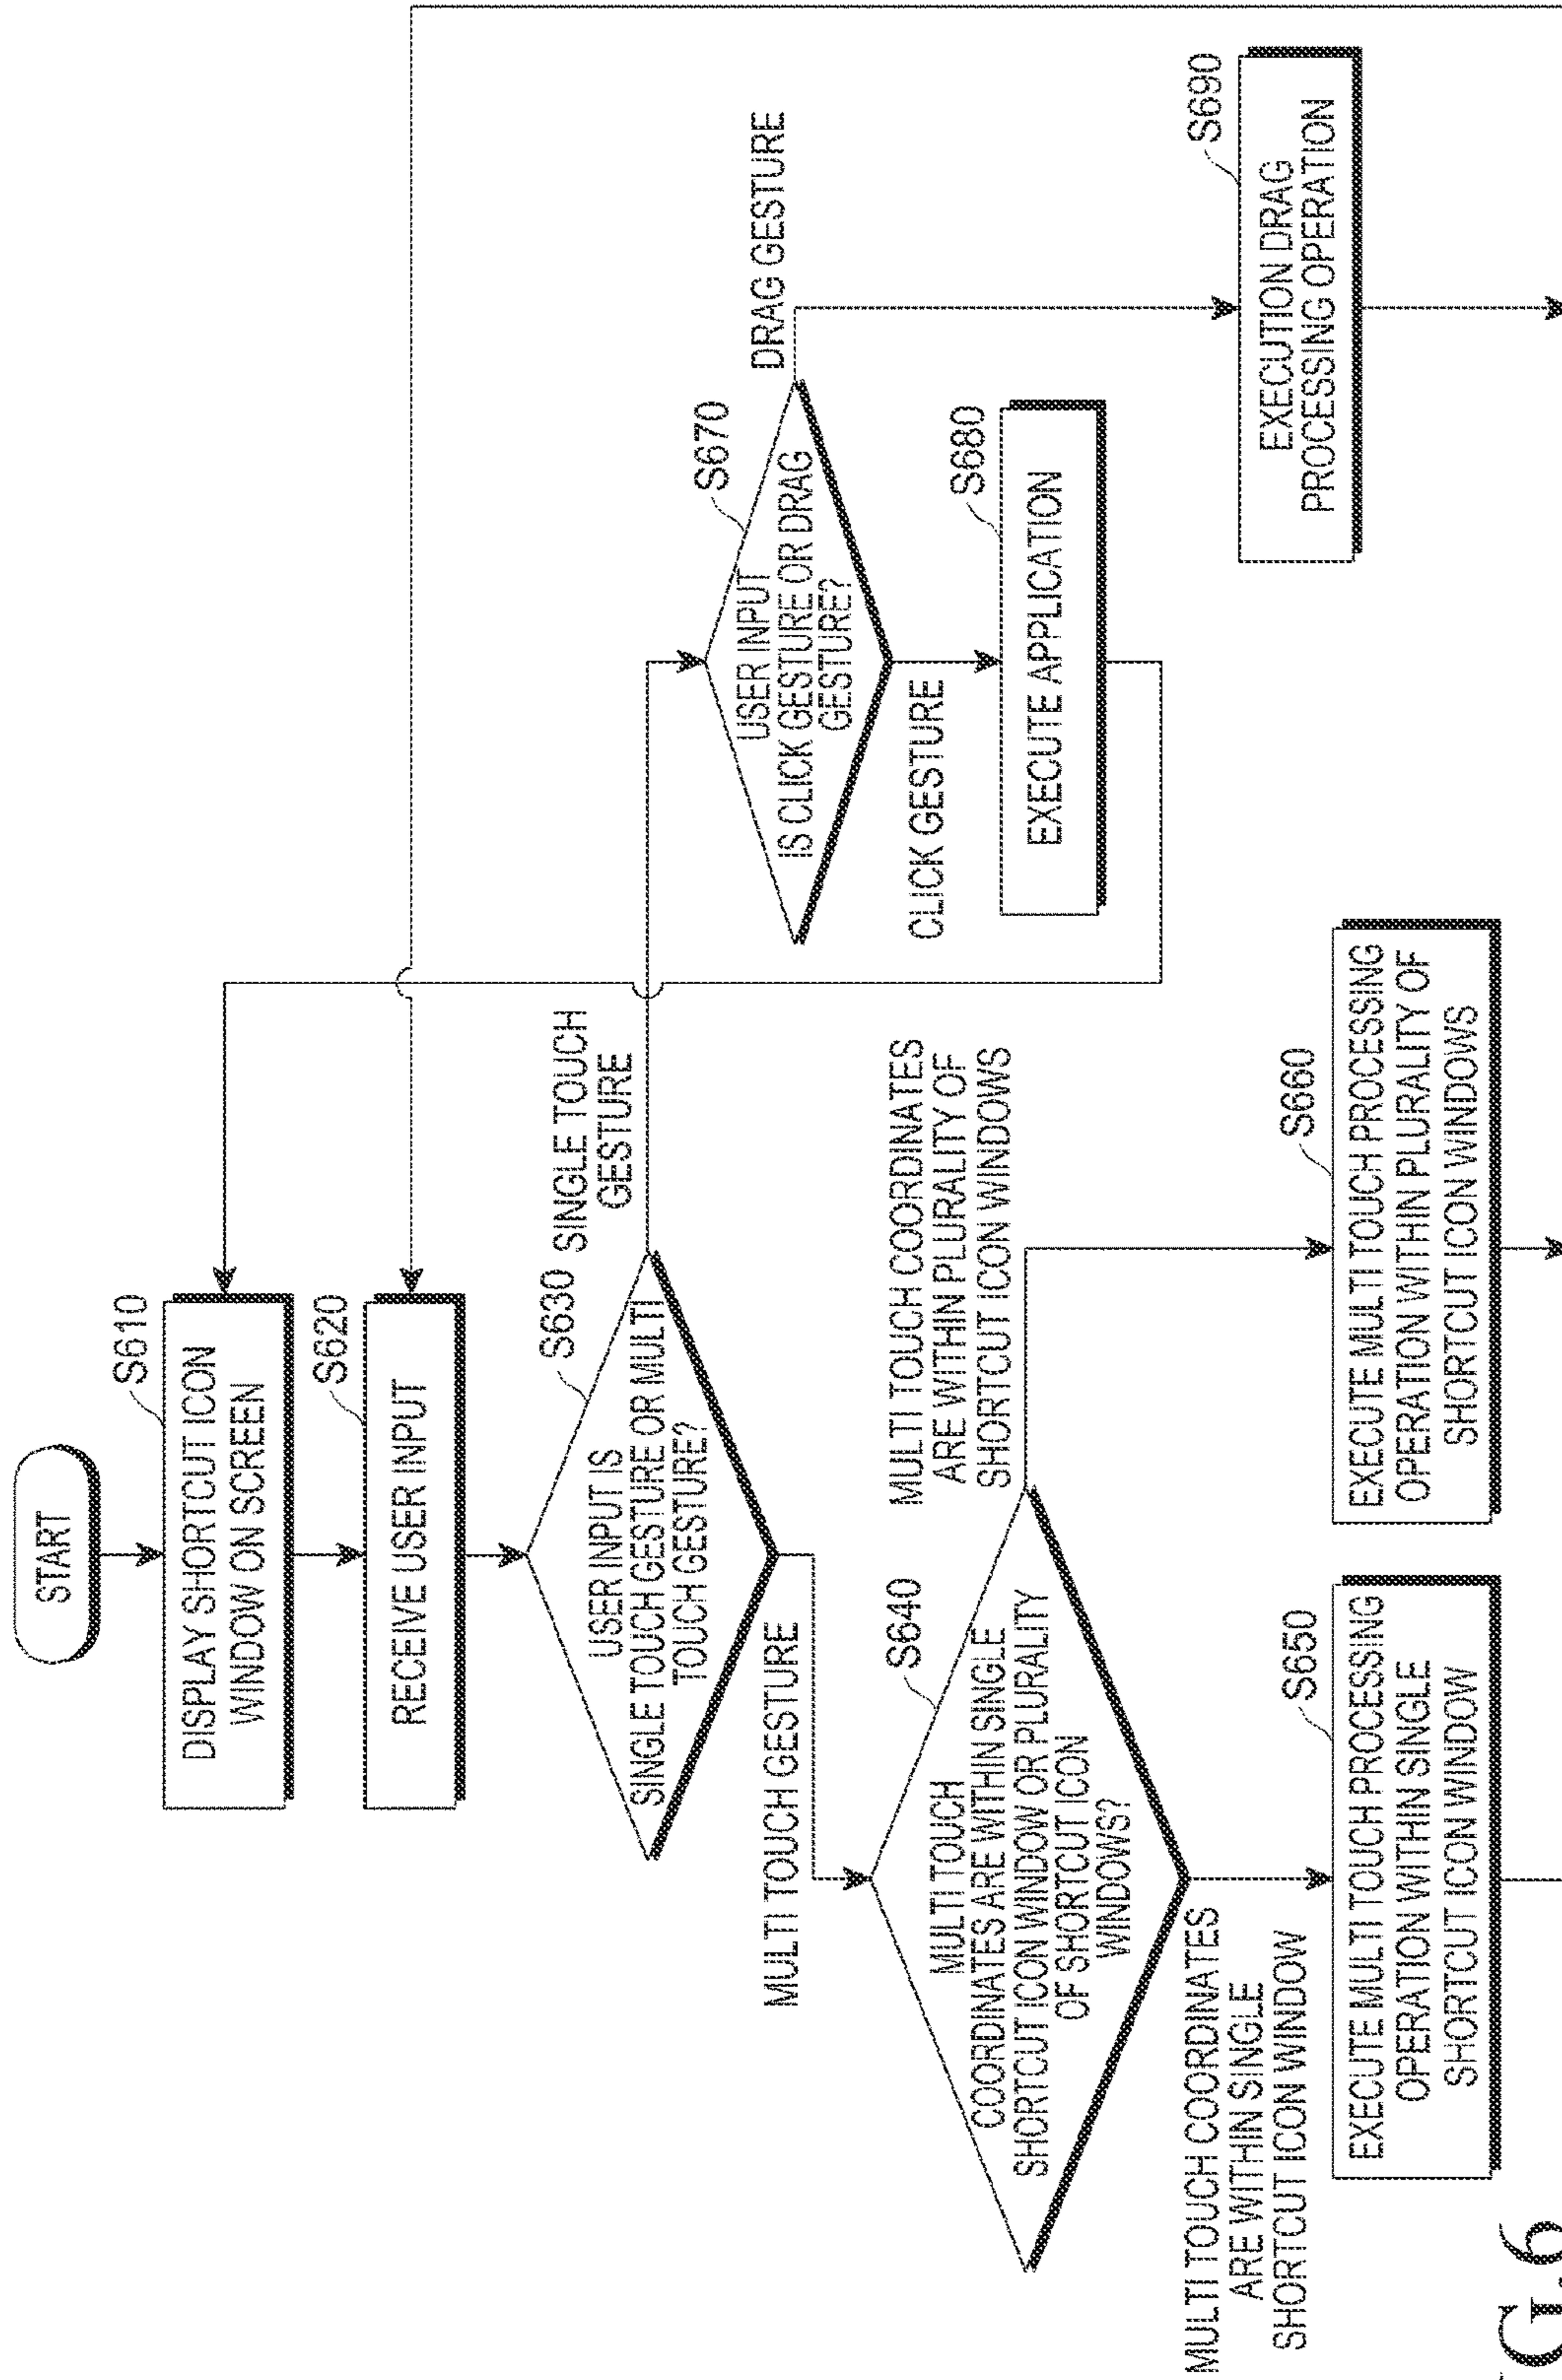 START
S610
DISPLAY SHORTCUT ICON
WINDOW ON SCREEN
S620
RECEIVE USER INPUT
S630
USER INPUT IS
SINGLE TOUCH GESTURE OR MULTI
TOUCH GESTURE?
SINGLE TOUCH
GESTURE
MULTI TOUCH GESTURE
S640
MULTI TOUCH
COORDINATES ARE WITHIN SINGLE
SHORTCUT ICON WINDOW OR PLURALITY
OF SHORTCUT ICON
WINDOWS?
MULTI TOUCH COORDINATES
ARE WITHIN PLURALITY OF
SHORTCUT ICON WINDOWS
MULTI TOUCH COORDINATES
ARE WITHIN SINGLE
SHORTCUT ICON WINDOW
S650
EXECUTE MULTI TOUCH PROCESSING
OPERATION WITHIN SINGLE
SHORTCUT ICON WINDOW
S660
EXECUTE MULTI TOUCH PROCESSING
OPERATION WITHIN PLURALITY OF
SHORTCUT ICON WINDOWS
S670
USER INPUT
IS CLICK GESTURE OR DRAG
GESTURE?
DRAG GESTURE
CLICK GESTURE
S680
EXECUTE APPLICATION
S690
EXECUTION DRAG
PROCESSING OPERATION
G.6